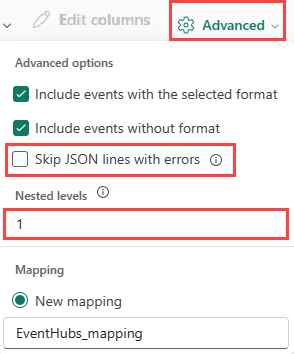 Edit columns
Advanced
Advanced options
Include events with the selected format
Include events without format
Skip JSON lines with errors
Nested levels
1
Mapping
New mapping
EventHubs_mapping